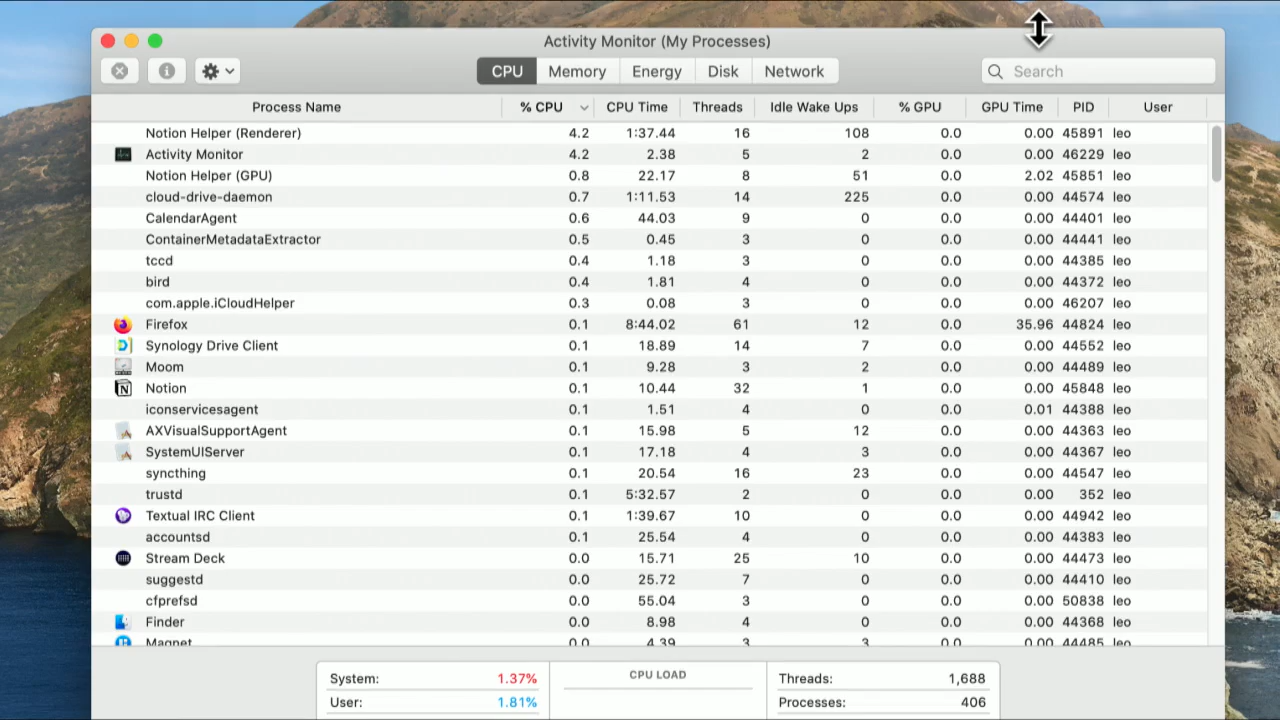 Activity Monitor (My Processes)
CPU Memory Energy Disk Network Search
Process Name % CPU CPU Time Threads Idle Wake Ups % GPU GPU Time PID User
Notion Helper (Renderer) 4.2 1:37.44 16 108 0.0 0.00 45891 leo
Activity Monitor 4.2 2.38 5 2 0.0 0.00 46229 leo
Notion Helper (GPU) 0.8 22.17 8 51 0.0 2.02 45851 leo
cloud-drive-daemon 0.7 1:11.53 14 225 0.0 0.00 44574 leo
CalendarAgent 0.6 44.03 9 0 0.0 0.00 44401 leo
ContainerMetadataExtractor 0.5 0.45 3 0 0.0 0.00 44441 leo
tccd 0.4 1.18 3 0 0.0 0.00 44385 leo
bird 0.4 1.81 4 0 0.0 0.00 44372 leo
com.apple.iCloudHelper 0.3 0.08 3 0 0.0 0.00 46207 leo
Firefox 0.1 8:44.02 61 12 0.0 35.96 44824 leo
Synology Drive Client 0.1 18.89 14 7 0.0 0.00 44552 leo
Moom 0.1 9.28 3 2 0.0 0.00 44489 leo
Notion 0.1 10.44 32 1 0.0 0.00 45848 leo
iconservicesagent 0.1 1.51 4 0 0.0 0.01 44388 leo
AXVisualSupportAgent 0.1 15.98 5 12 0.0 0.00 44363 leo
SystemUIServer 0.1 17.18 4 3 0.0 0.00 44367 leo
syncthing 0.1 20.54 16 23 0.0 0.00 44547 leo
trustd 0.1 5:32.57 2 0 0.0 0.00 352 leo
Textual IRC Client 0.1 1:39.67 10 0 0.0 0.00 44942 leo
accountsd 0.1 25.54 4 0 0.0 0.00 44383 leo
Stream Deck 0.0 15.71 25 10 0.0 0.00 44473 leo
suggestd 0.0 25.72 7 0 0.0 0.00 44410 leo
cfprefsd 0.0 55.04 3 0 0.0 0.00 50838 leo
Finder 0.0 8.98 4 0 0.0 0.00 44368 leo
Magnet 0.0 4.39 3 3 0.0 0.00 44485 leo
System: 1.37% CPU LOAD Threads: 1,688
User: 1.81% Processes: 406